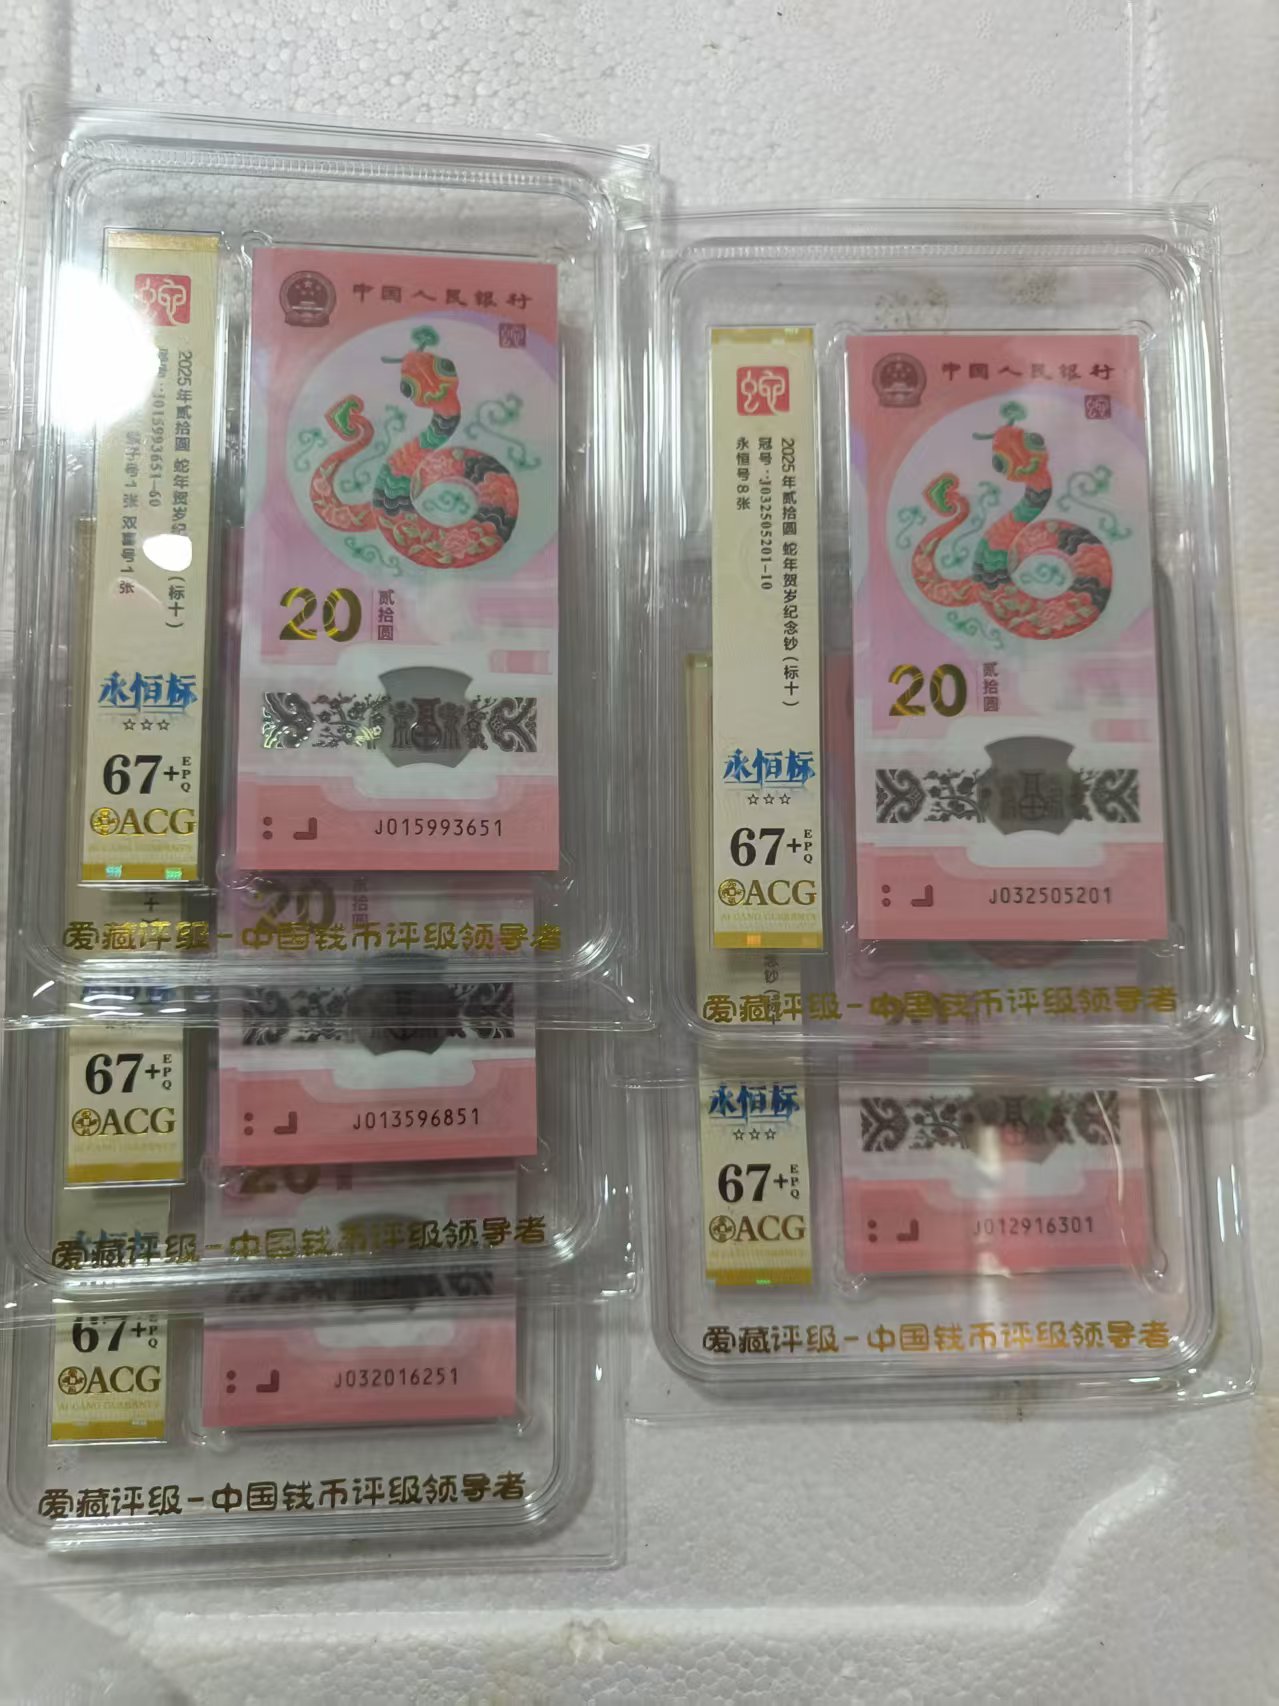 蛇
2025年贰拾圆 蛇年贺岁纪
(标十)
J015993651-60
号1张 双喜号1张
永恒标
☆☆☆
67+EPQ
ACG
中国人民银行
蛇
20
贰拾圆
J015993651
爱藏评级-中国钱币评级领导者
67+EPQ
ACG
20
J013596851
爱藏评级-中国钱币评级领导者
67+EPQ
ACG
J032016251
爱藏评级-中国钱币评级领导者
蛇
2025年贰拾圆 蛇年贺岁纪念钞(标十)
冠号:J032505201-10
永恒号8张
永恒标
☆☆☆
67+EPQ
ACG
中国人民银行
蛇
20
贰拾圆
J032505201
爱藏评级-中国钱币评级领导者
永恒标
☆☆☆
67+EPQ
ACG
J012916301
爱藏评级-中国钱币评级领导者